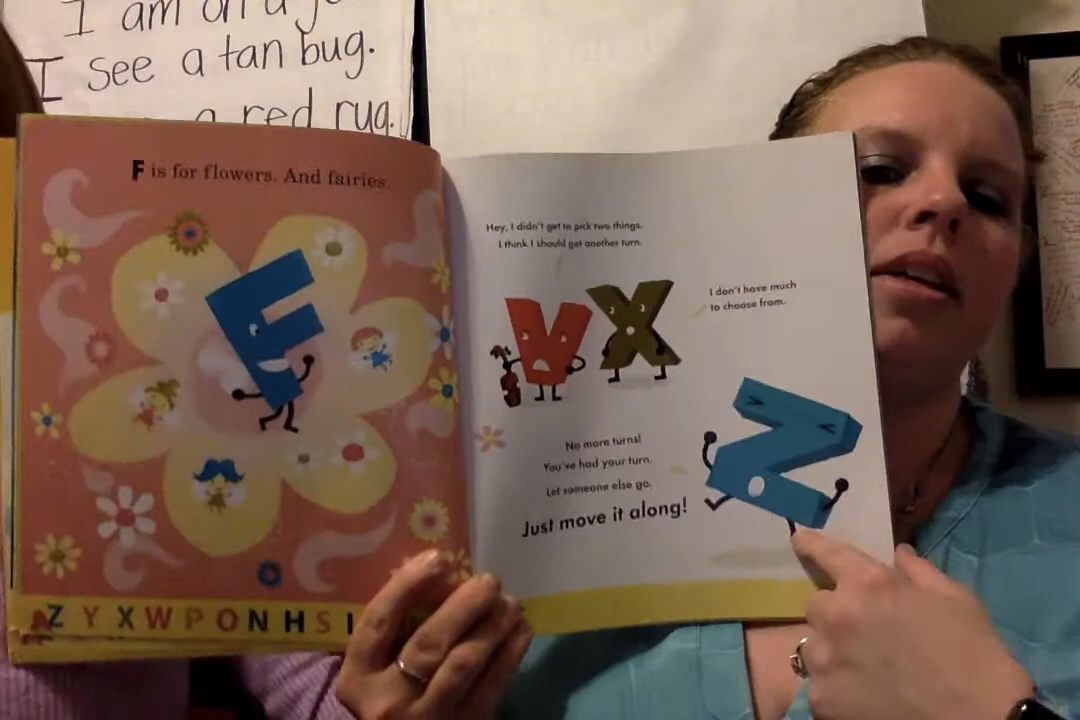 I am on a
I see a tan bug.
a red rug.
F is for flowers. And fairies.
F
Z Y X W P O N H S I
Hey, I didn't get to pick two things.
I think I should get another turn.
V X
I don't have much
to choose from.
No more turns!
You've had your turn.
Let someone else go.
Just move it along!
Z